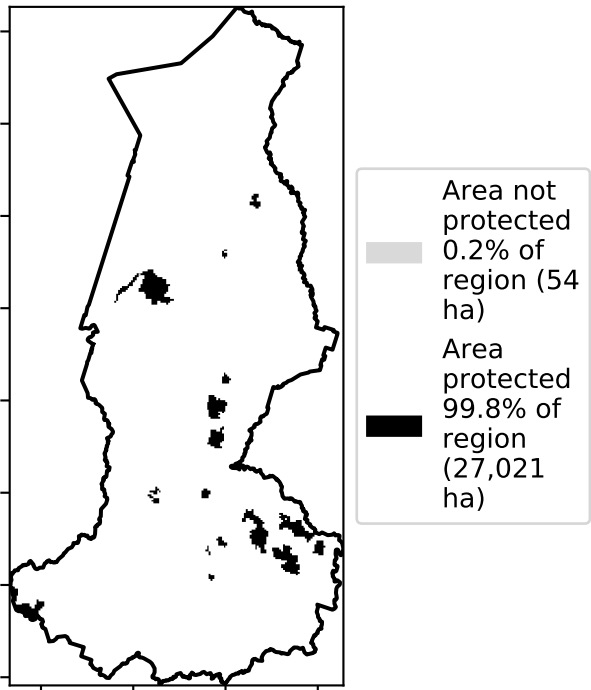 Area not
protected
0.2% of
region (54
ha)
Area
protected
99.8% of
region
(27,021
ha)